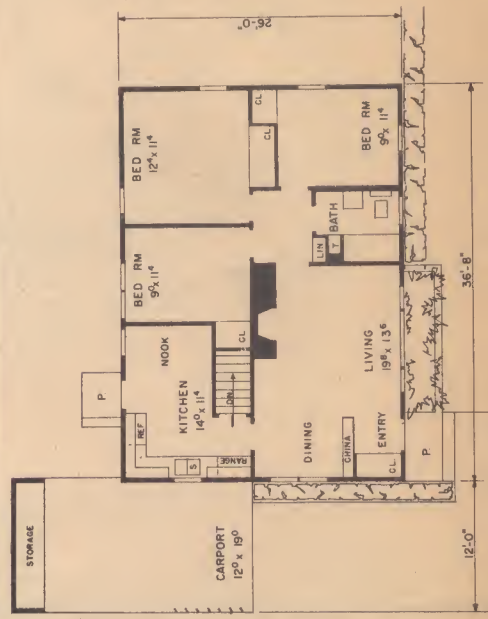 26'-0"
BED RM
12⁴ x 11⁴
CL
CL
BED RM
9⁰ x 11⁴
BED RM
9⁰ x 11⁴
BATH
LIN
T
CL
NOOK
KITCHEN
14⁰ x 11⁴
DN
P
REF
S
RANGE
LIVING
19⁸ x 13⁶
DINING
CHINA
ENTRY
CL
P
STORAGE
CARPORT
12⁰ x 19⁰
36'-8"
12'-0"